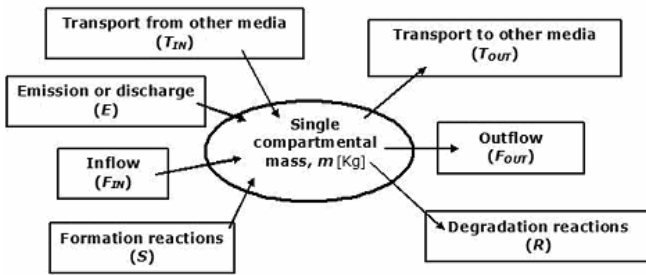 Transport from other media
(T_IN)
Transport to other media
(T_OUT)
Emission or discharge
(E)
Single
compartmental
mass, m [Kg]
Inflow
(F_IN)
Outflow
(F_OUT)
Formation reactions
(S)
Degradation reactions
(R)